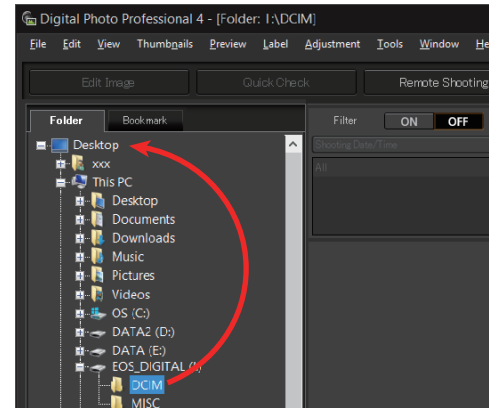 Digital Photo Professional 4 - [Folder: I:\DCIM]
File Edit View Thumbnails Preview Label Adjustment Tools Window He
Edit Image Quick Check Remote Shooting
Folder Bookmark Filter ON OFF
Shooting Date/Time
All
Desktop
xxx
This PC
Desktop
Documents
Downloads
Music
Pictures
Videos
OS (C:)
DATA2 (D:)
DATA (E:)
EOS_DIGITAL (I:)
DCIM
MISC